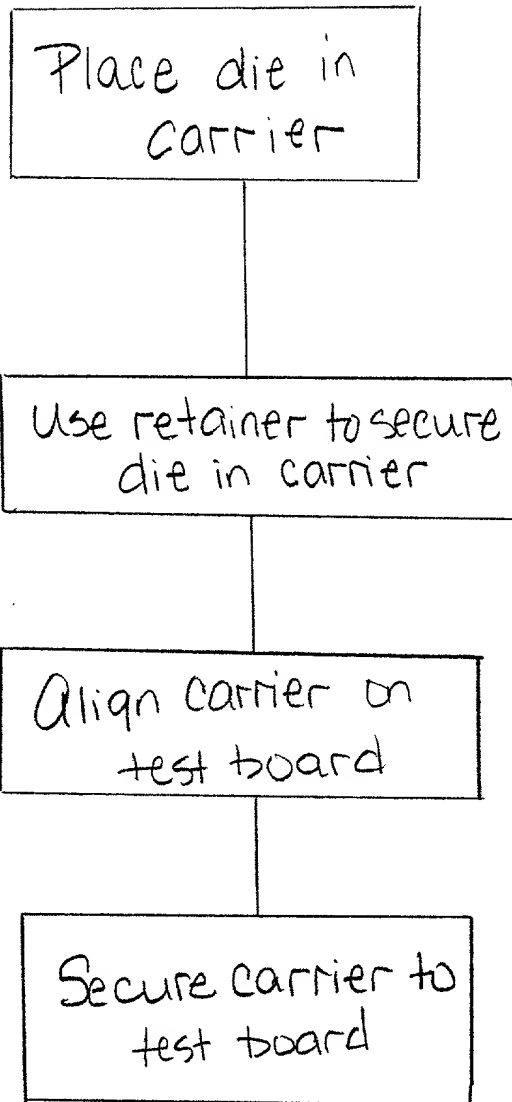 Place die in
carrier
Use retainer to secure
die in carrier
Align carrier on
test board
Secure carrier to
test board